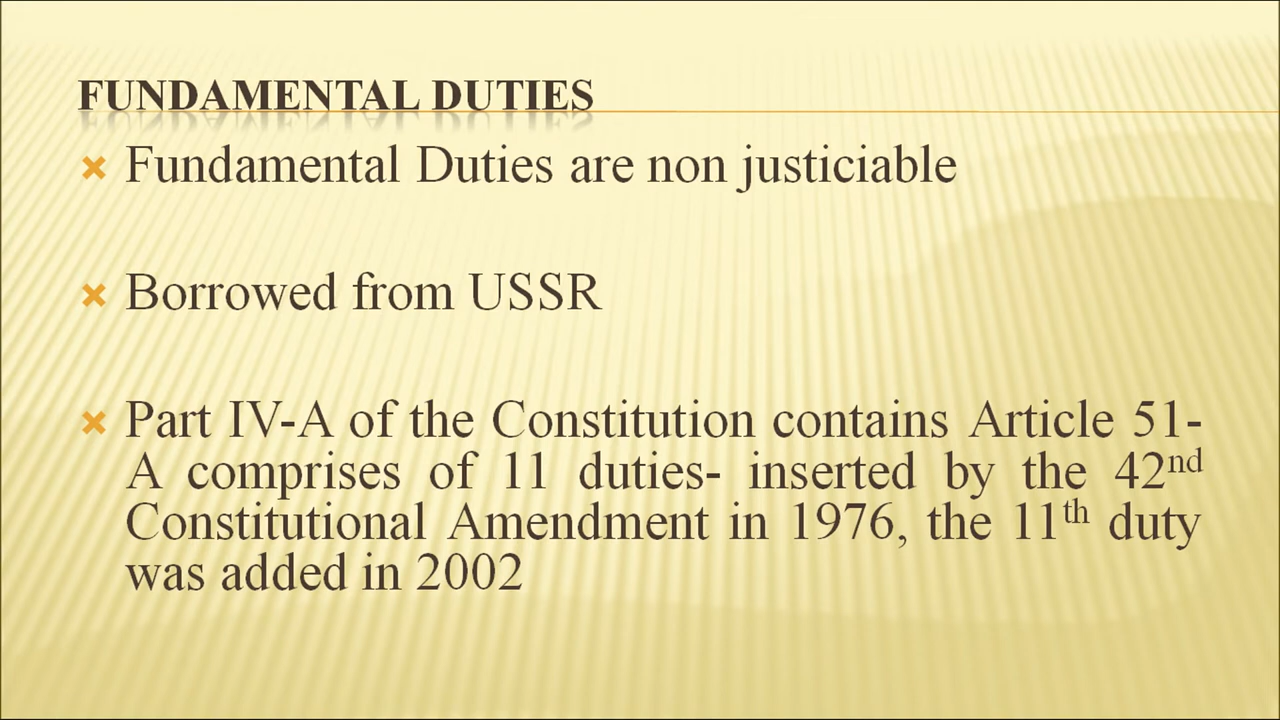 FUNDAMENTAL DUTIES
Fundamental Duties are non justiciable
Borrowed from USSR
Part IV-A of the Constitution contains Article 51-
A comprises of 11 duties- inserted by the 42nd
Constitutional Amendment in 1976, the 11th duty
was added in 2002